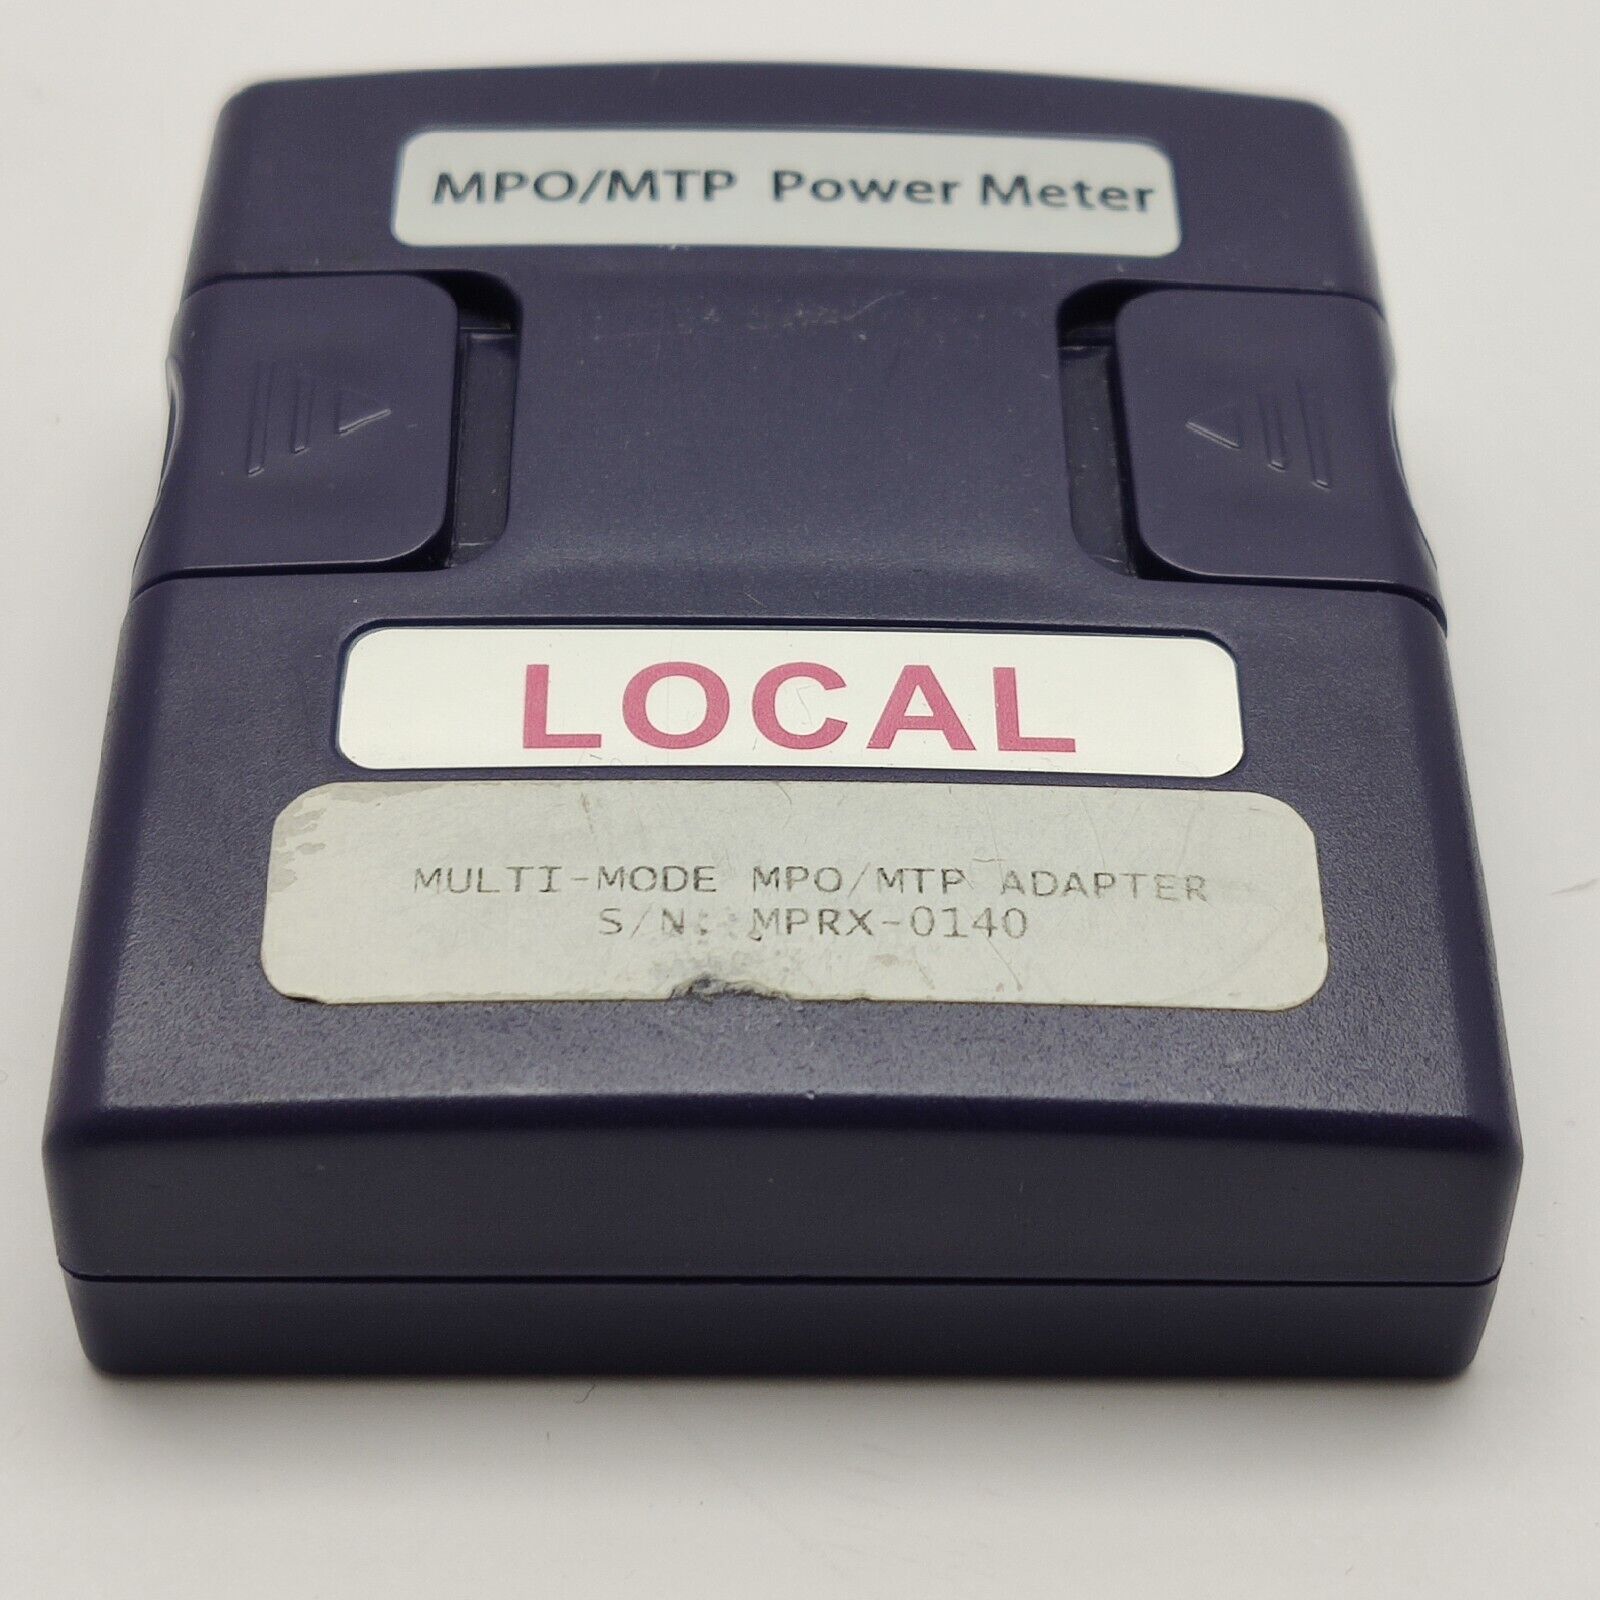 MPO/MTP Power Meter
LOCAL
MULTI-MODE MPO/MTP ADAPTER
S/N: MPRX-0140